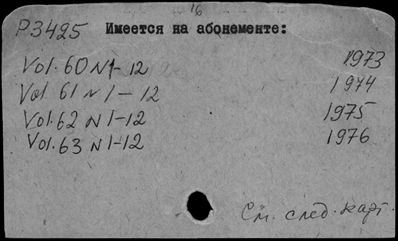 16
P3425 Имеется на абонементе:
Vol. 60 N 1-12 1973
Vol 61 N 1-12 1974
Vol. 62 N 1-12 1975
Vol. 63 N 1-12 1976
См. след. карт.